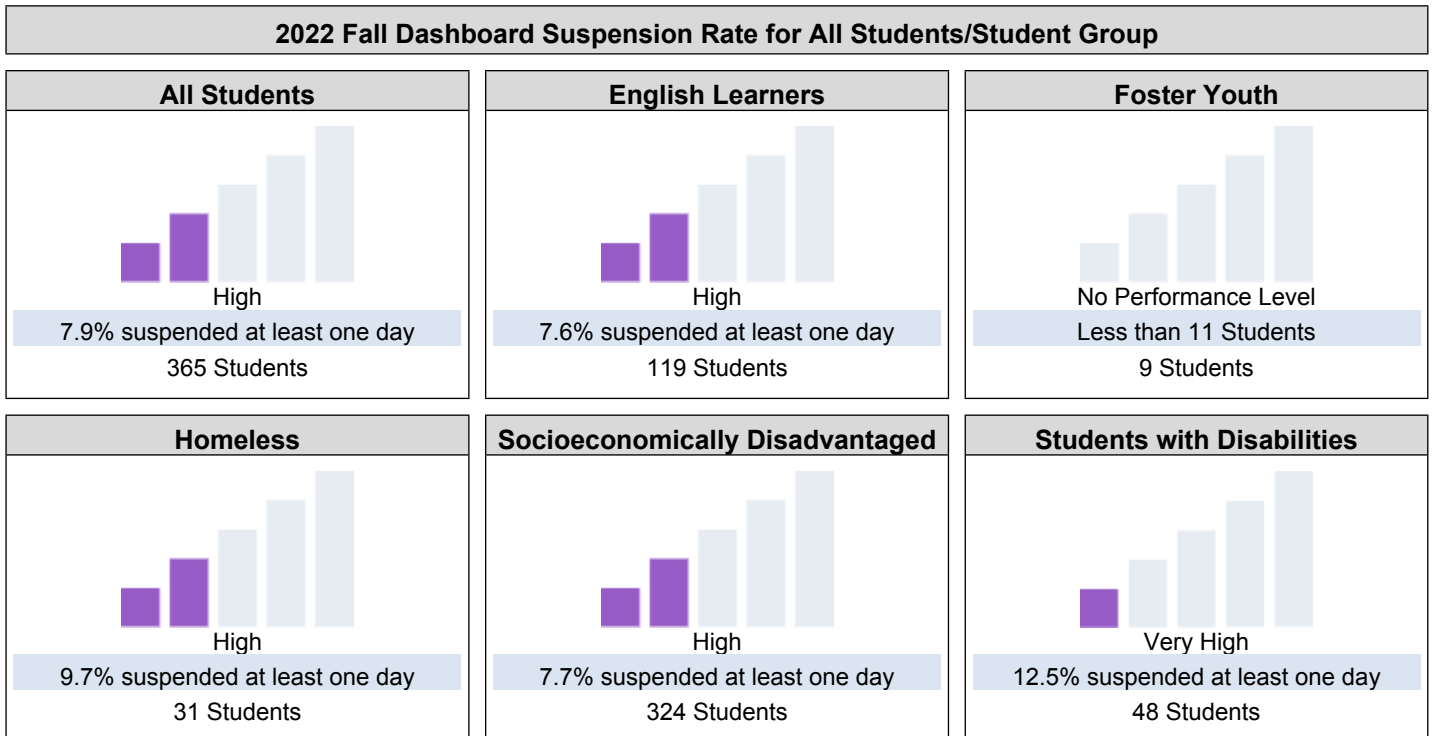 2022 Fall Dashboard Suspension Rate for All Students/Student Group
All Students
High
7.9% suspended at least one day
365 Students
English Learners
High
7.6% suspended at least one day
119 Students
Foster Youth
No Performance Level
Less than 11 Students
9 Students
Homeless
High
9.7% suspended at least one day
31 Students
Socioeconomically Disadvantaged
High
7.7% suspended at least one day
324 Students
Students with Disabilities
Very High
12.5% suspended at least one day
48 Students